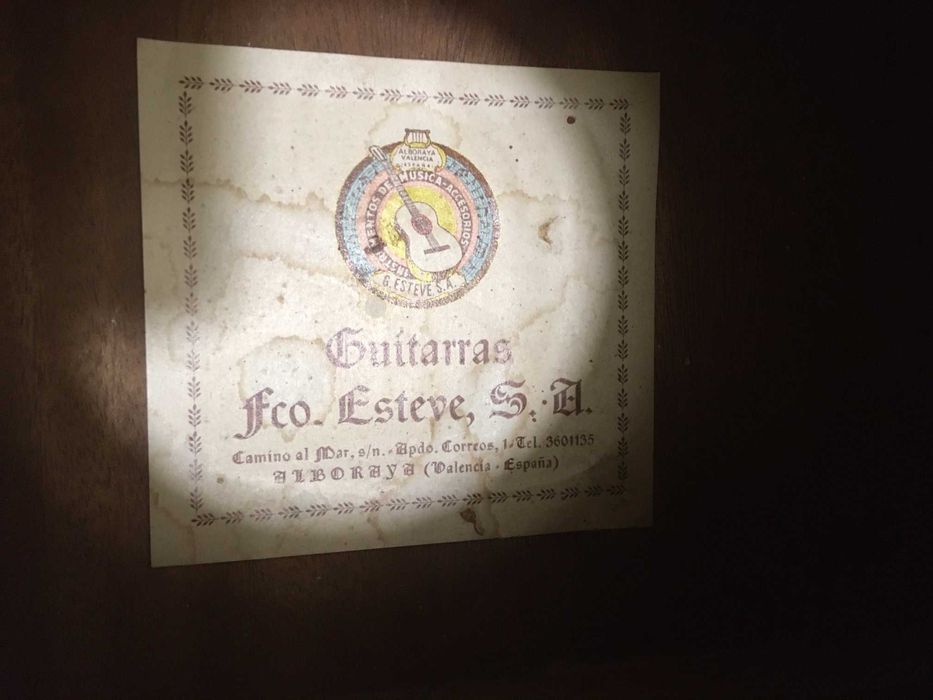 ALBORAYA
VALENCIA
ESPAÑA
INSTRUMENTOS DE MUSICA-ACCESORIOS
G. ESTEVE S.A.
Guitarras
Fco. Esteve, S. A.
Camino al Mar, s/n. - Apdo. Correos, 1 - Tel. 3601135
ALBORAYA (Valencia - España)